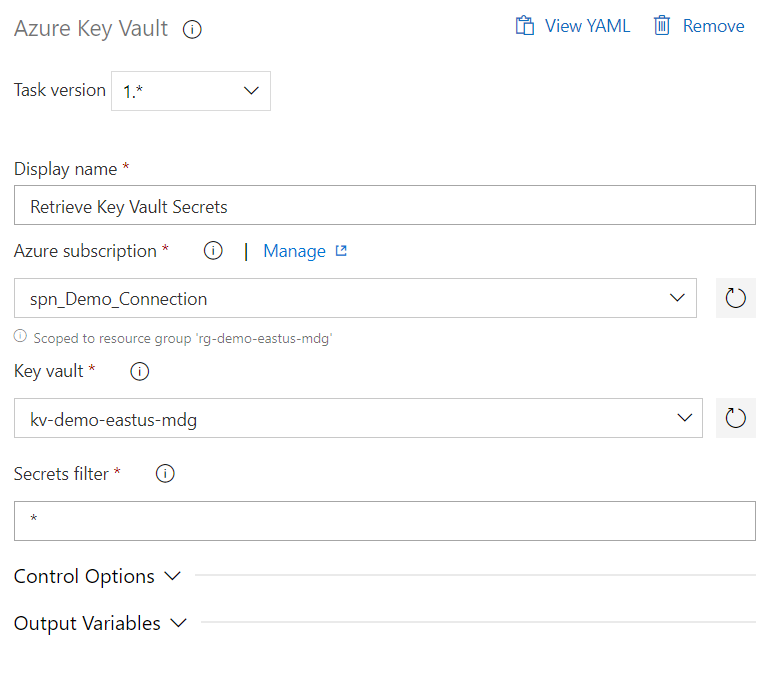 Azure Key Vault
View YAML
Remove
Task version 1.*
Display name *
Retrieve Key Vault Secrets
Azure subscription * | Manage
spn_Demo_Connection
Scoped to resource group 'rg-demo-eastus-mdg'
Key vault *
kv-demo-eastus-mdg
Secrets filter *
*
Control Options
Output Variables